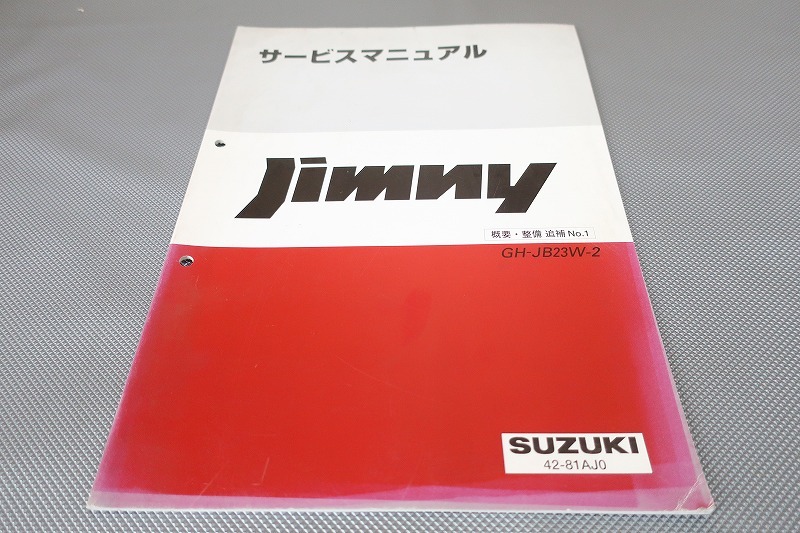 サービスマニュアル
Jimny
概要・整備 追補 No.1
GH-JB23W-2
SUZUKI
42-81AJ0